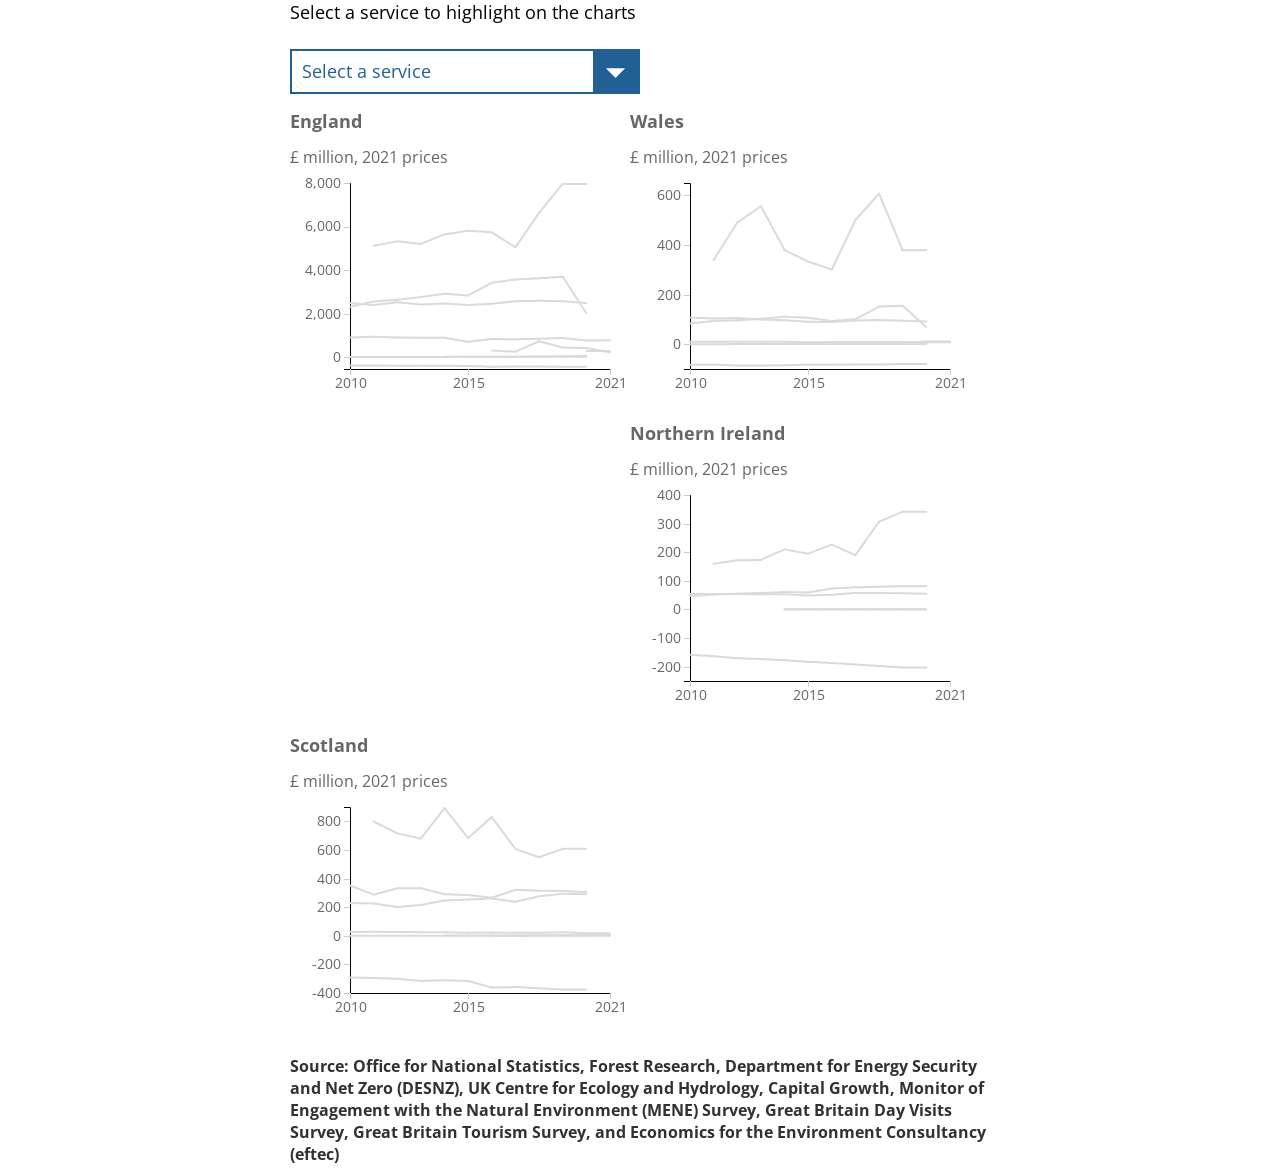 Select a service to highlight on the charts
Select a service
England
£ million, 2021 prices
8,000
6,000
4,000
2,000
0
2010
2015
2021
Wales
£ million, 2021 prices
600
400
200
0
2010
2015
2021
Northern Ireland
£ million, 2021 prices
400
300
200
100
0
-100
-200
2010
2015
2021
Scotland
£ million, 2021 prices
800
600
400
200
0
-200
-400
2010
2015
2021
Source: Office for National Statistics, Forest Research, Department for Energy Security
and Net Zero (DESNZ), UK Centre for Ecology and Hydrology, Capital Growth, Monitor of
Engagement with the Natural Environment (MENE) Survey, Great Britain Day Visits
Survey, Great Britain Tourism Survey, and Economics for the Environment Consultancy
(eftec)